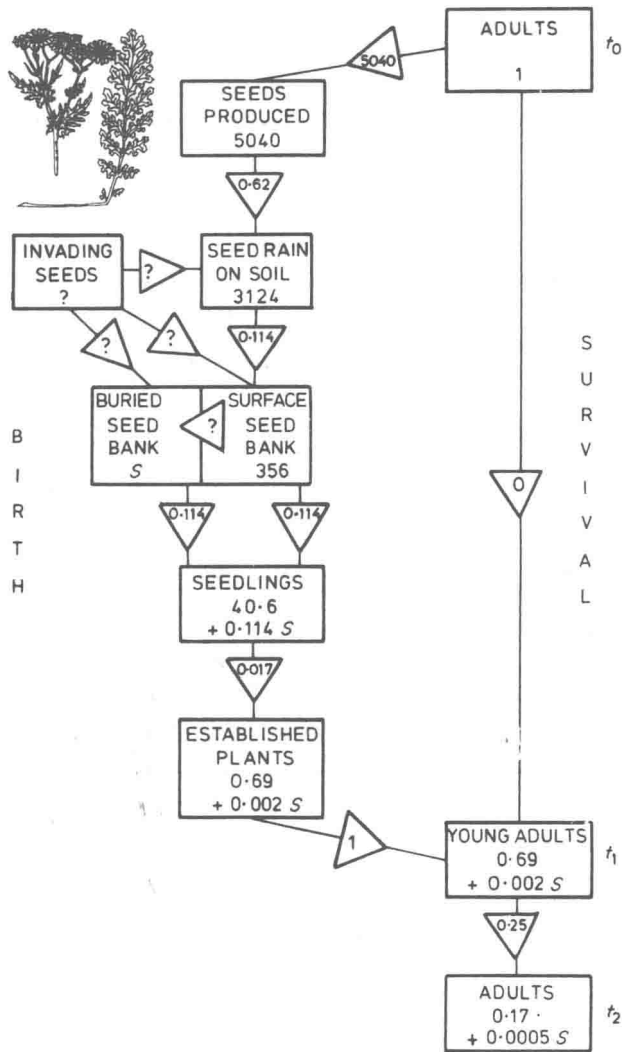 ADULTS
1
t0
5040
SEEDS
PRODUCED
5040
0·62
INVADING
SEEDS
?
?
SEED RAIN
ON SOIL
3124
?
?
0·114
BURIED
SEED
BANK
S
?
SURFACE
SEED
BANK
356
0·114
0·114
SEEDLINGS
40·6
+ 0·114 S
0·017
ESTABLISHED
PLANTS
0·69
+ 0·002 S
1
BIRTH
SURVIVAL
0
YOUNG ADULTS
0·69
+ 0·002 S
t1
0·25
ADULTS
0·17
+ 0·0005 S
t2